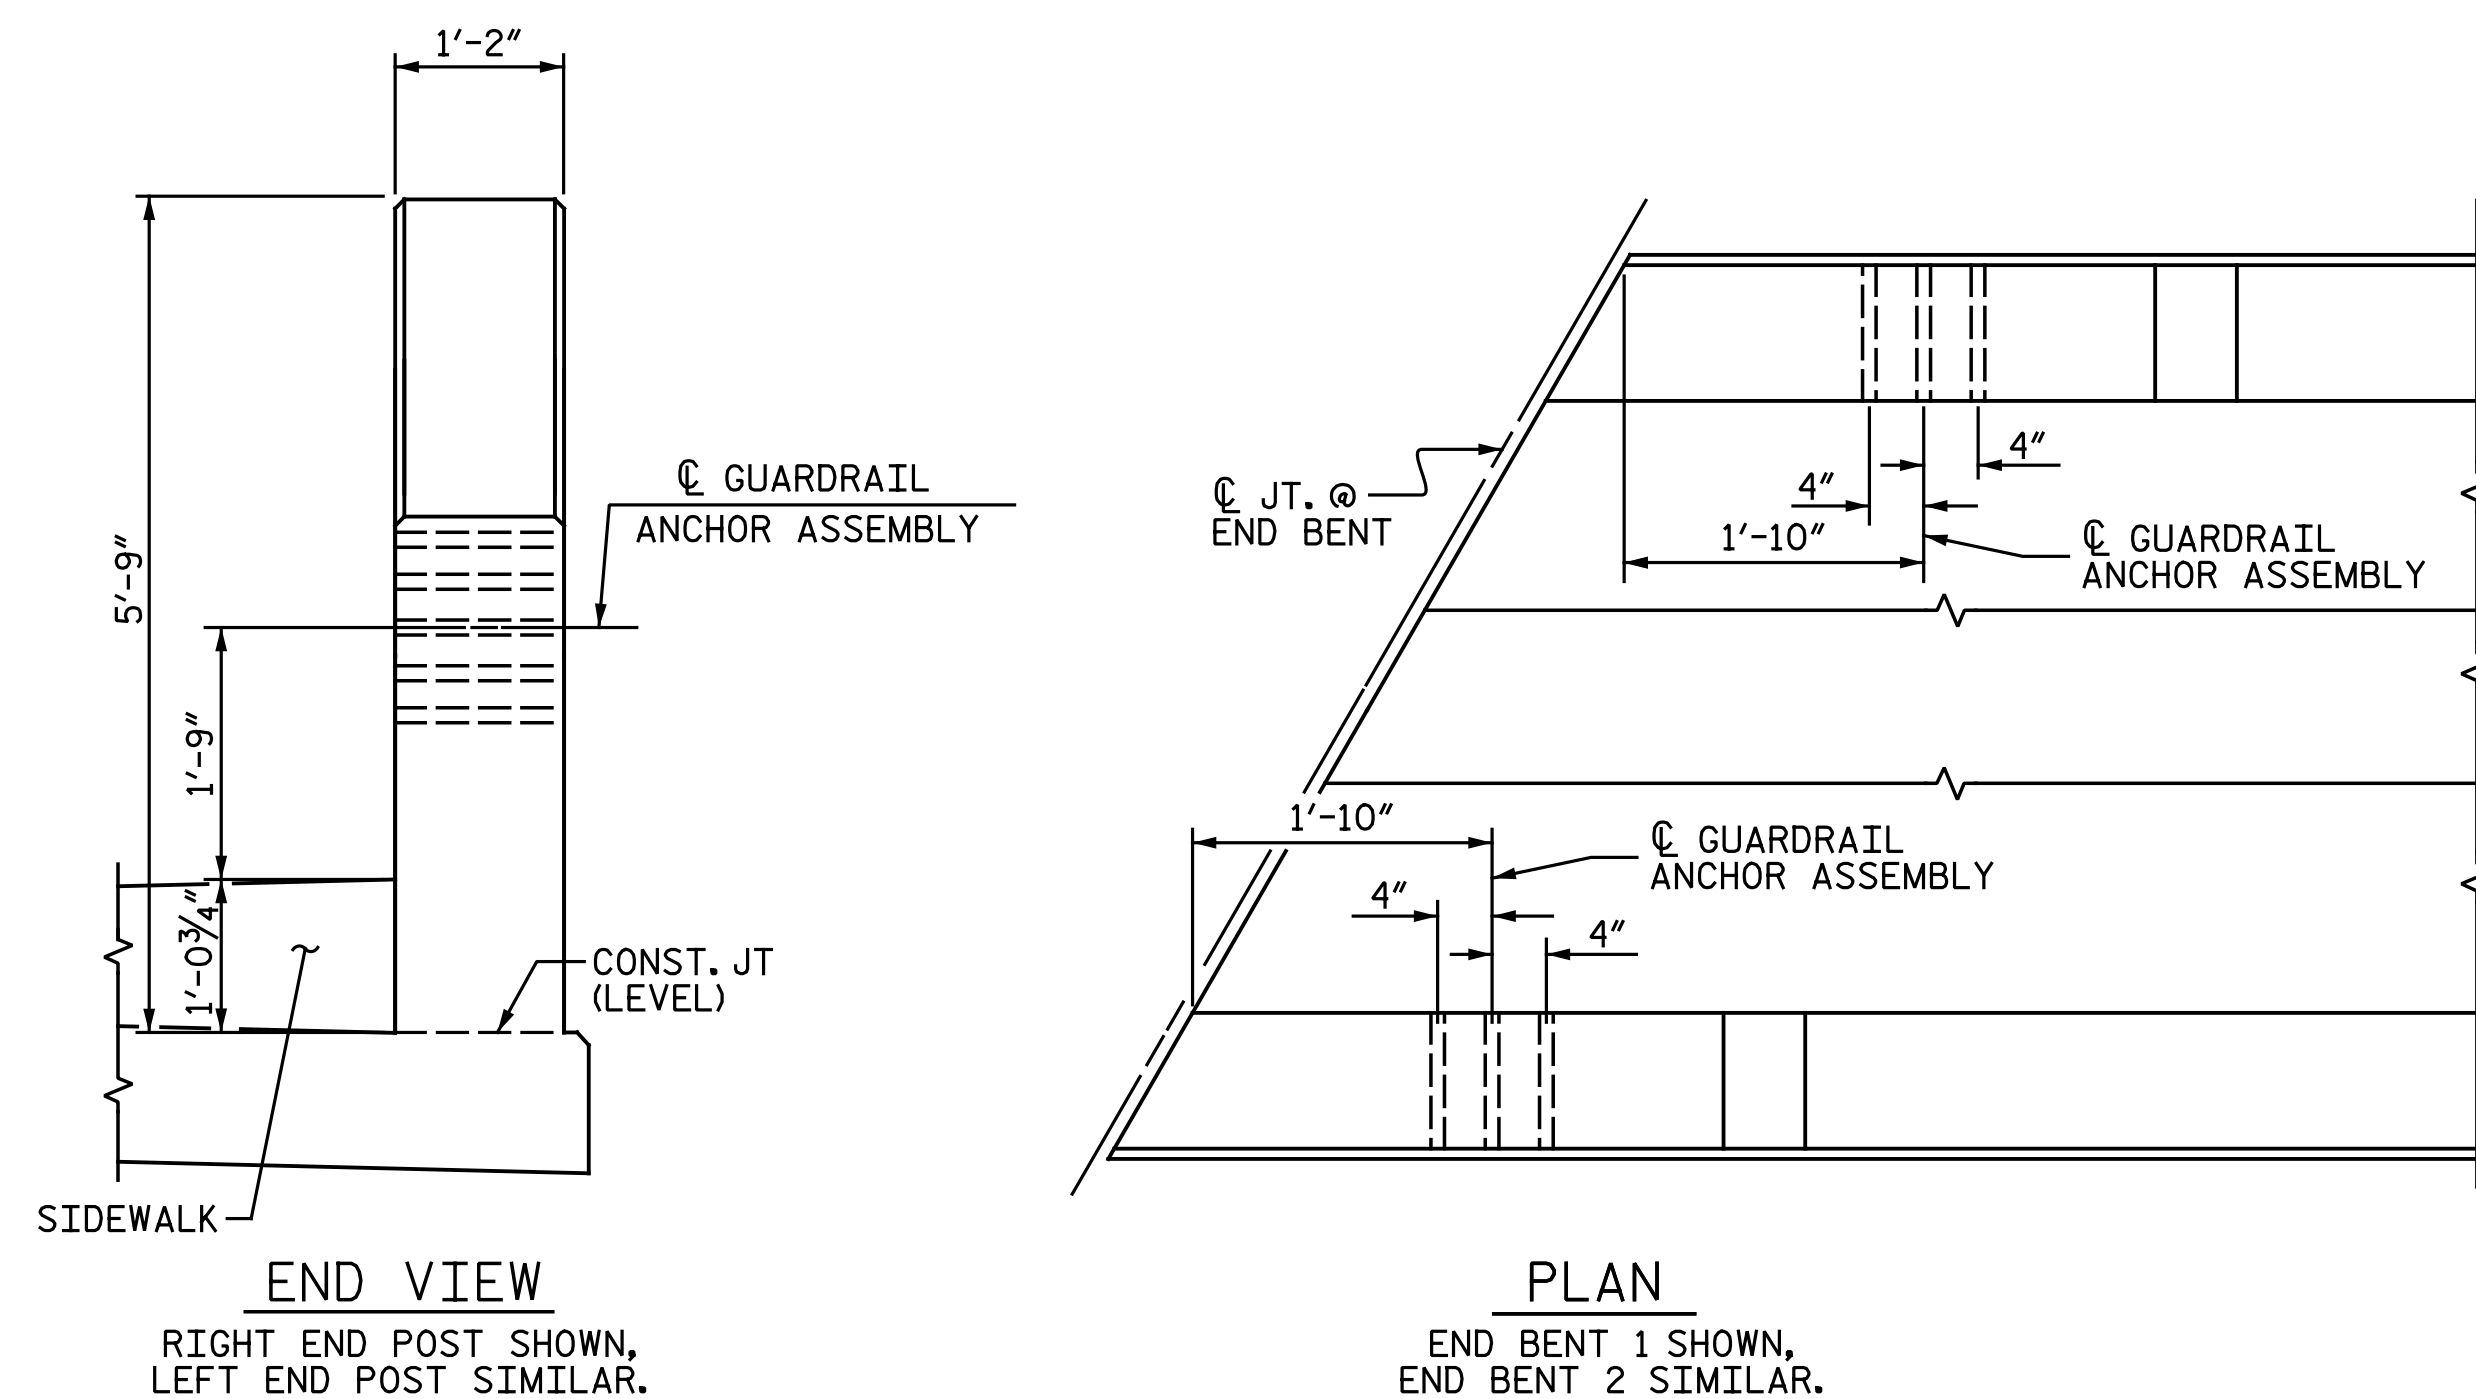 1'-2"
5'-9"
1'-9"
1'-0¾"
℄ GUARDRAIL
ANCHOR ASSEMBLY
CONST. JT
(LEVEL)
SIDEWALK
END VIEW
RIGHT END POST SHOWN,
LEFT END POST SIMILAR.
℄ JT. @
END BENT
4"
4"
1'-10"
℄ GUARDRAIL
ANCHOR ASSEMBLY
1'-10"
℄ GUARDRAIL
ANCHOR ASSEMBLY
4"
4"
PLAN
END BENT 1 SHOWN,
END BENT 2 SIMILAR.